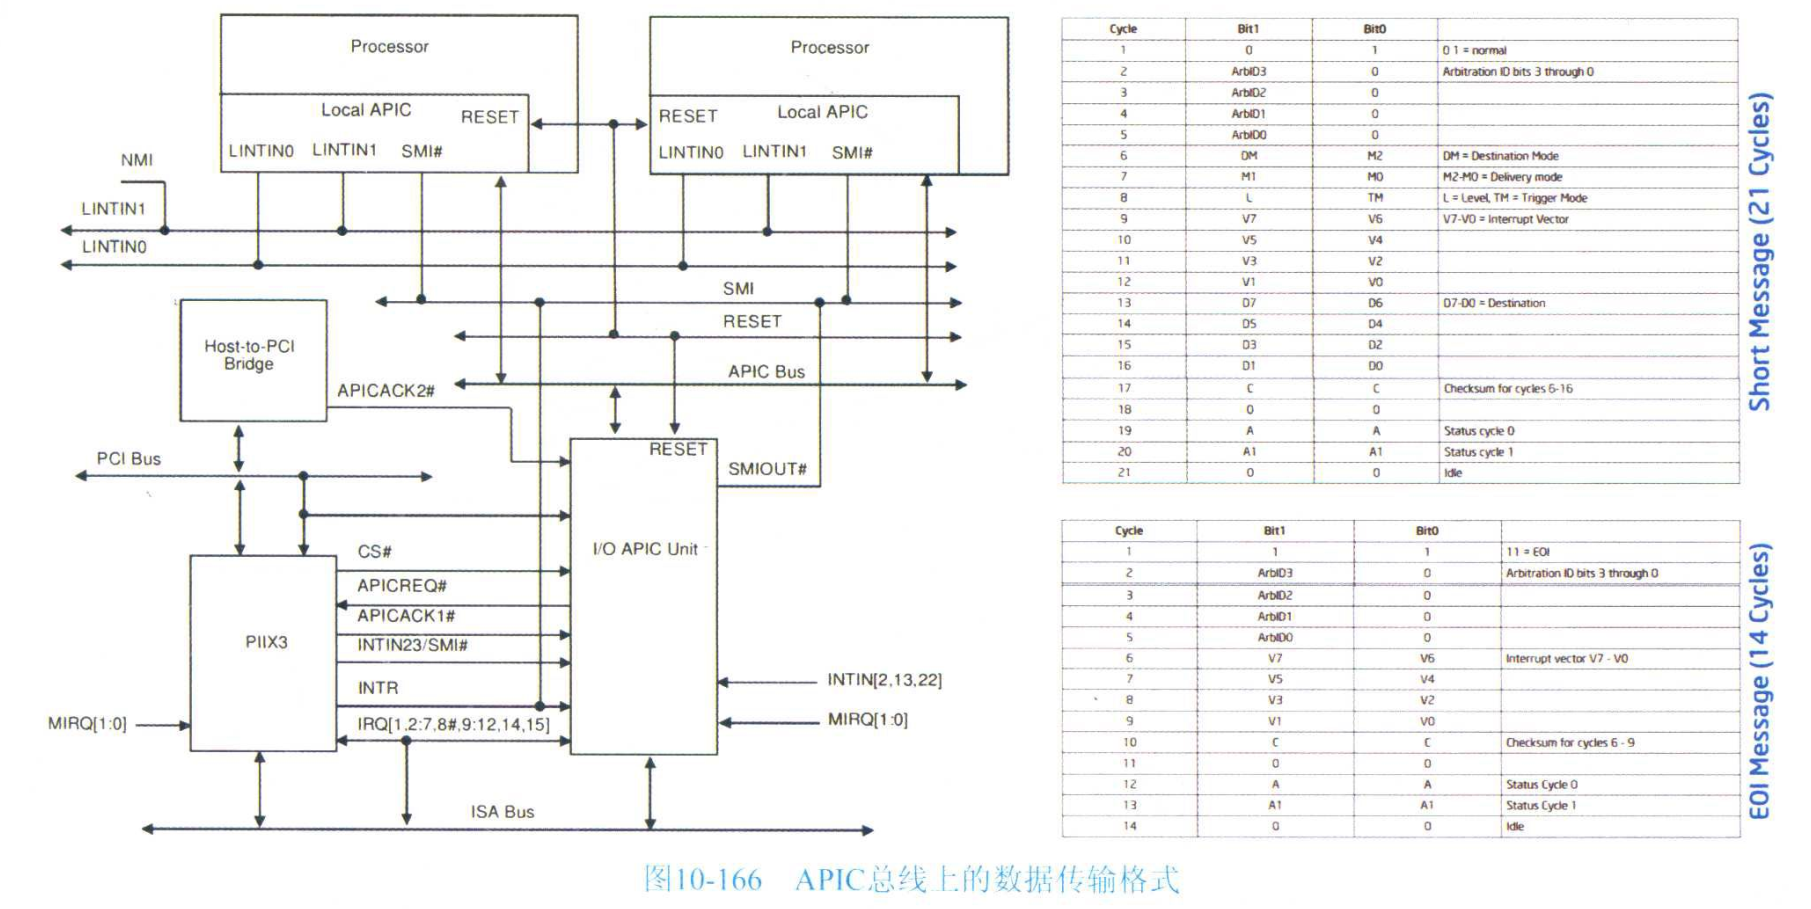 Processor
Local APIC
RESET
LINTIN0 LINTIN1 SMI#
Processor
RESET
Local APIC
LINTIN0 LINTIN1 SMI#
NMI
LINTIN1
LINTIN0
SMI
RESET
APIC Bus
Host-to-PCI
Bridge
APICACK2#
PCI Bus
RESET
SMIOUT#
I/O APIC Unit
PIIX3
CS#
APICREQ#
APICACK1#
INTIN23/SMI#
INTR
IRQ[1,2:7,8#,9:12,14,15]
MIRQ[1:0]
INTIN[2,13,22]
MIRQ[1:0]
ISA Bus
Cycle Bit1 Bit0
1 0 1 0 1 = normal
2 ArbID3 0 Arbitration ID bits 3 through 0
3 ArbID2 0
4 ArbID1 0
5 ArbID0 0
6 DM M2 DM = Destination Mode
7 M1 M0 M2-M0 = Delivery mode
8 L TM L = Level, TM = Trigger Mode
9 V7 V6 V7-V0 = Interrupt Vector
10 V5 V4
11 V3 V2
12 V1 V0
13 D7 D6 D7-D0 = Destination
14 D5 D4
15 D3 D2
16 D1 D0
17 C C Checksum for cycles 6-16
18 0 0
19 A A Status cycle 0
20 A1 A1 Status cycle 1
21 0 0 Idle
Short Message (21 Cycles)
Cycle Bit1 Bit0
1 1 1 11 = EOI
2 ArbID3 0 Arbitration ID bits 3 through 0
3 ArbID2 0
4 ArbID1 0
5 ArbID0 0
6 V7 V6 Interrupt vector V7 - V0
7 V5 V4
8 V3 V2
9 V1 V0
10 C C Checksum for cycles 6 - 9
11 0 0
12 A A Status Cycle 0
13 A1 A1 Status Cycle 1
14 0 0 Idle
EOI Message (14 Cycles)
图10-166 APIC总线上的数据传输格式